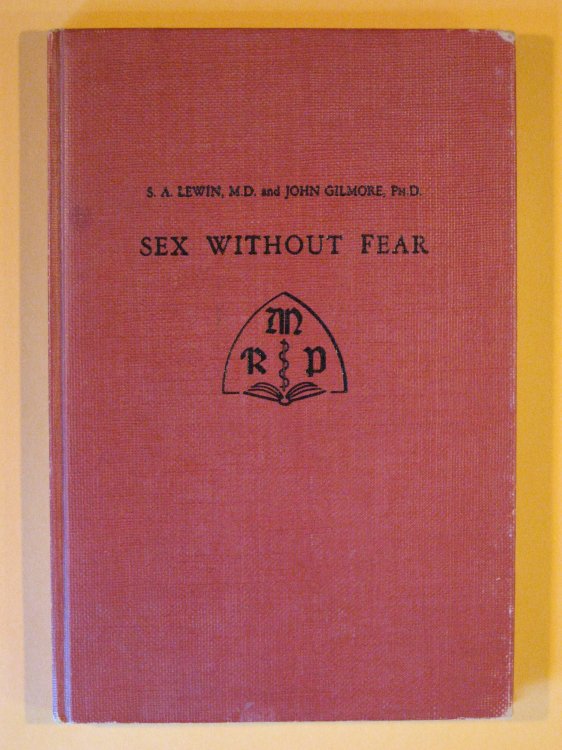 S. A. LEWIN, M.D. and JOHN GILMORE, PH D.
SEX WITHOUT FEAR
M
R P